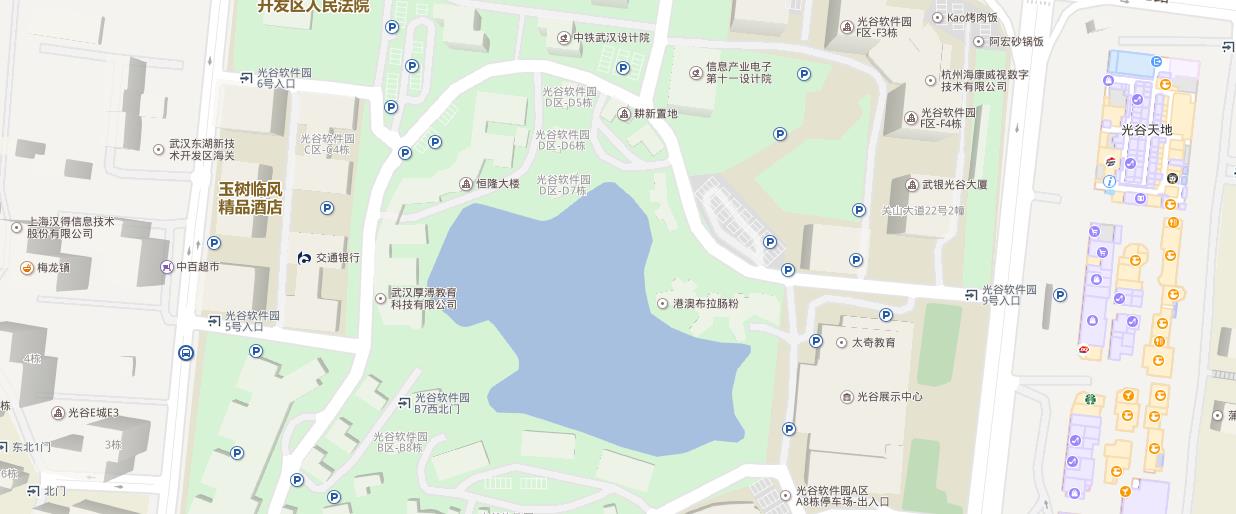 开发区人民法院
光谷软件园
F区-F3栋
Kao烤肉饭
中铁武汉设计院
阿宏砂锅饭
光谷软件园
6号入口
信息产业电子
第十一设计院
杭州海康威视数字
技术有限公司
光谷软件园
D区-D5栋
耕新置地
光谷软件园
F区-F4栋
光谷天地
光谷软件园
C区-C4栋
光谷软件园
D区-D6栋
武汉东湖新技
术开发区海关
玉树临风
精品酒店
恒隆大楼
光谷软件园
D区-D7栋
武银光谷大厦
关山大道22号2幢
上海汉得信息技术
股份有限公司
梅龙镇
中百超市
交通银行
武汉厚溥教育
科技有限公司
港澳布拉肠粉
光谷软件园
9号入口
光谷软件园
5号入口
太奇教育
4栋
光谷软件园
B7西北门
光谷展示中心
栋
光谷E城E3
3栋
东北1门
光谷软件园
B区-B8栋
6栋
北门
光谷软件园A区
A8栋停车场-出入口